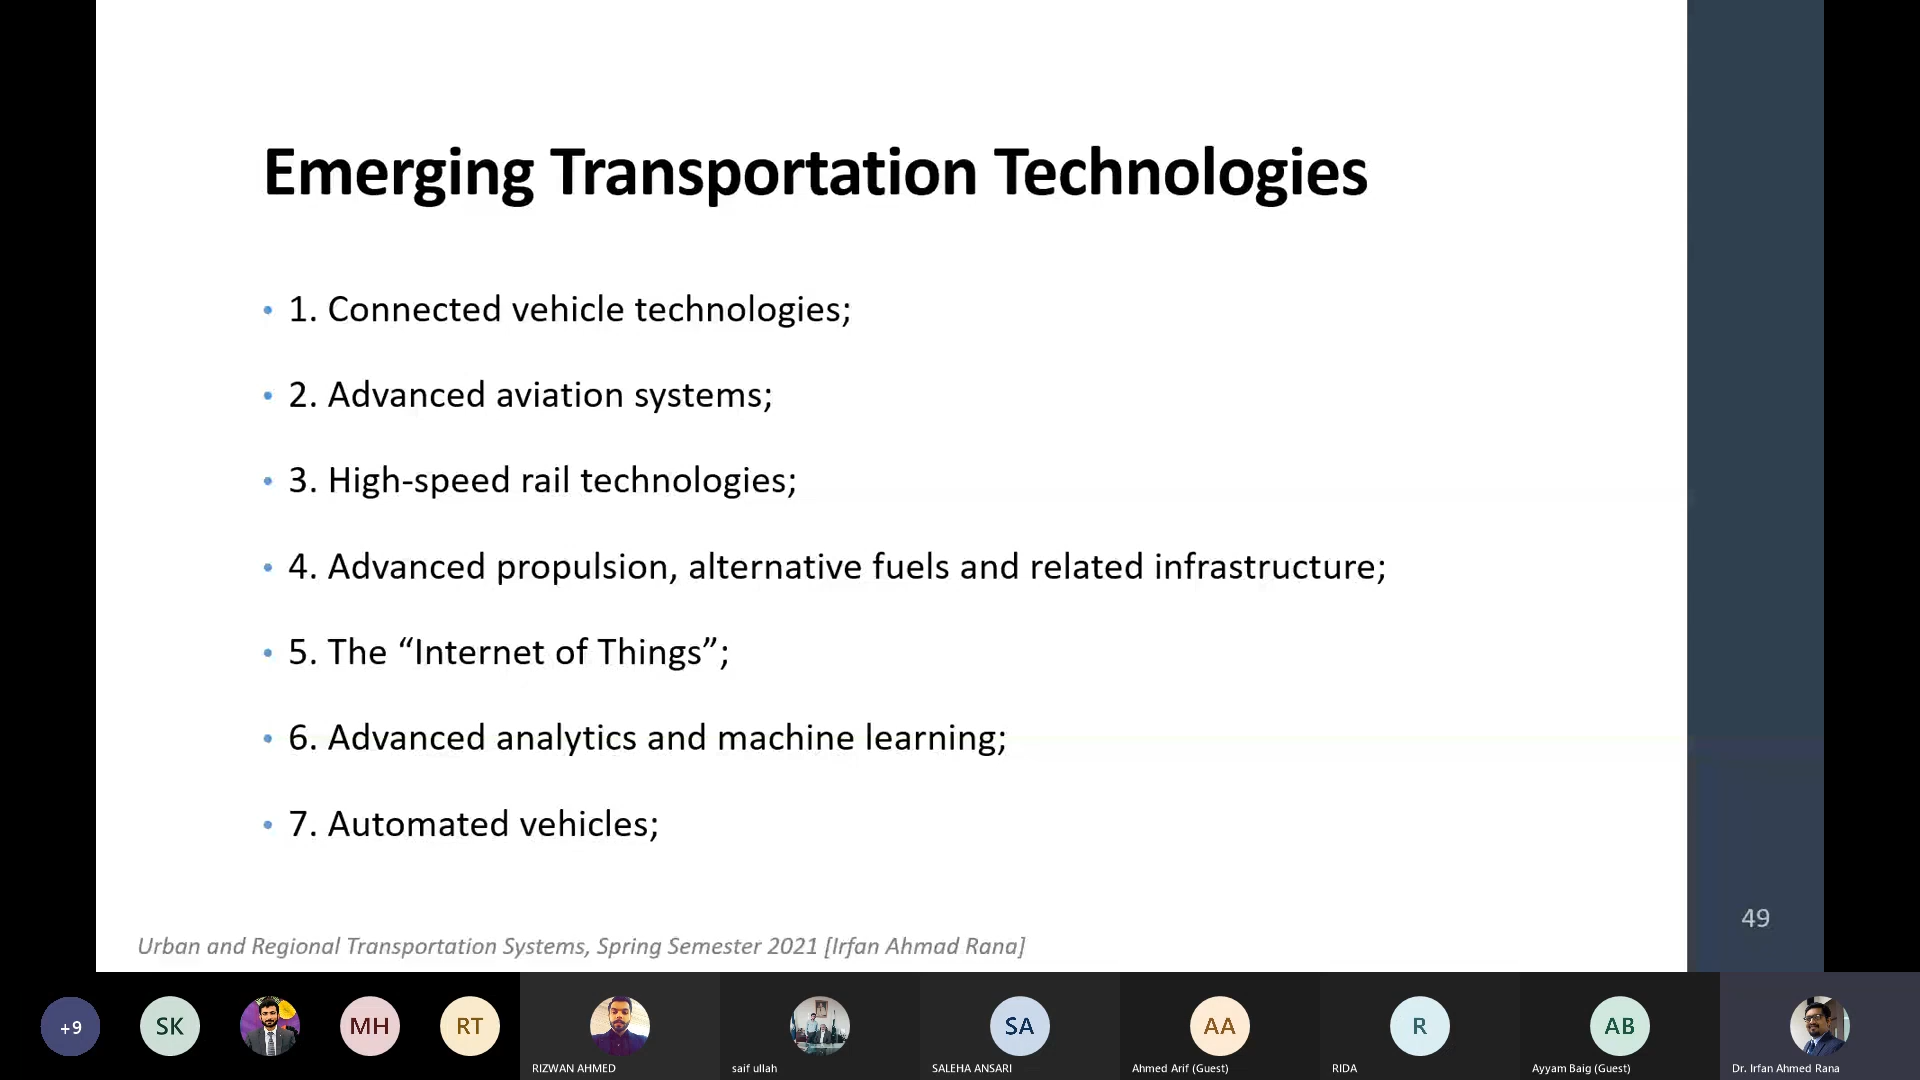 Emerging Transportation Technologies
• 1. Connected vehicle technologies;
• 2. Advanced aviation systems;
• 3. High-speed rail technologies;
• 4. Advanced propulsion, alternative fuels and related infrastructure;
• 5. The “Internet of Things”;
• 6. Advanced analytics and machine learning;
• 7. Automated vehicles;
49
Urban and Regional Transportation Systems, Spring Semester 2021 [Irfan Ahmad Rana]
+9
SK
MH
RT
SA
AA
R
AB
RIZWAN AHMED
saif ullah
SALEHA ANSARI
Ahmed Arif (Guest)
RIDA
Ayyam Baig (Guest)
Dr. Irfan Ahmed Rana